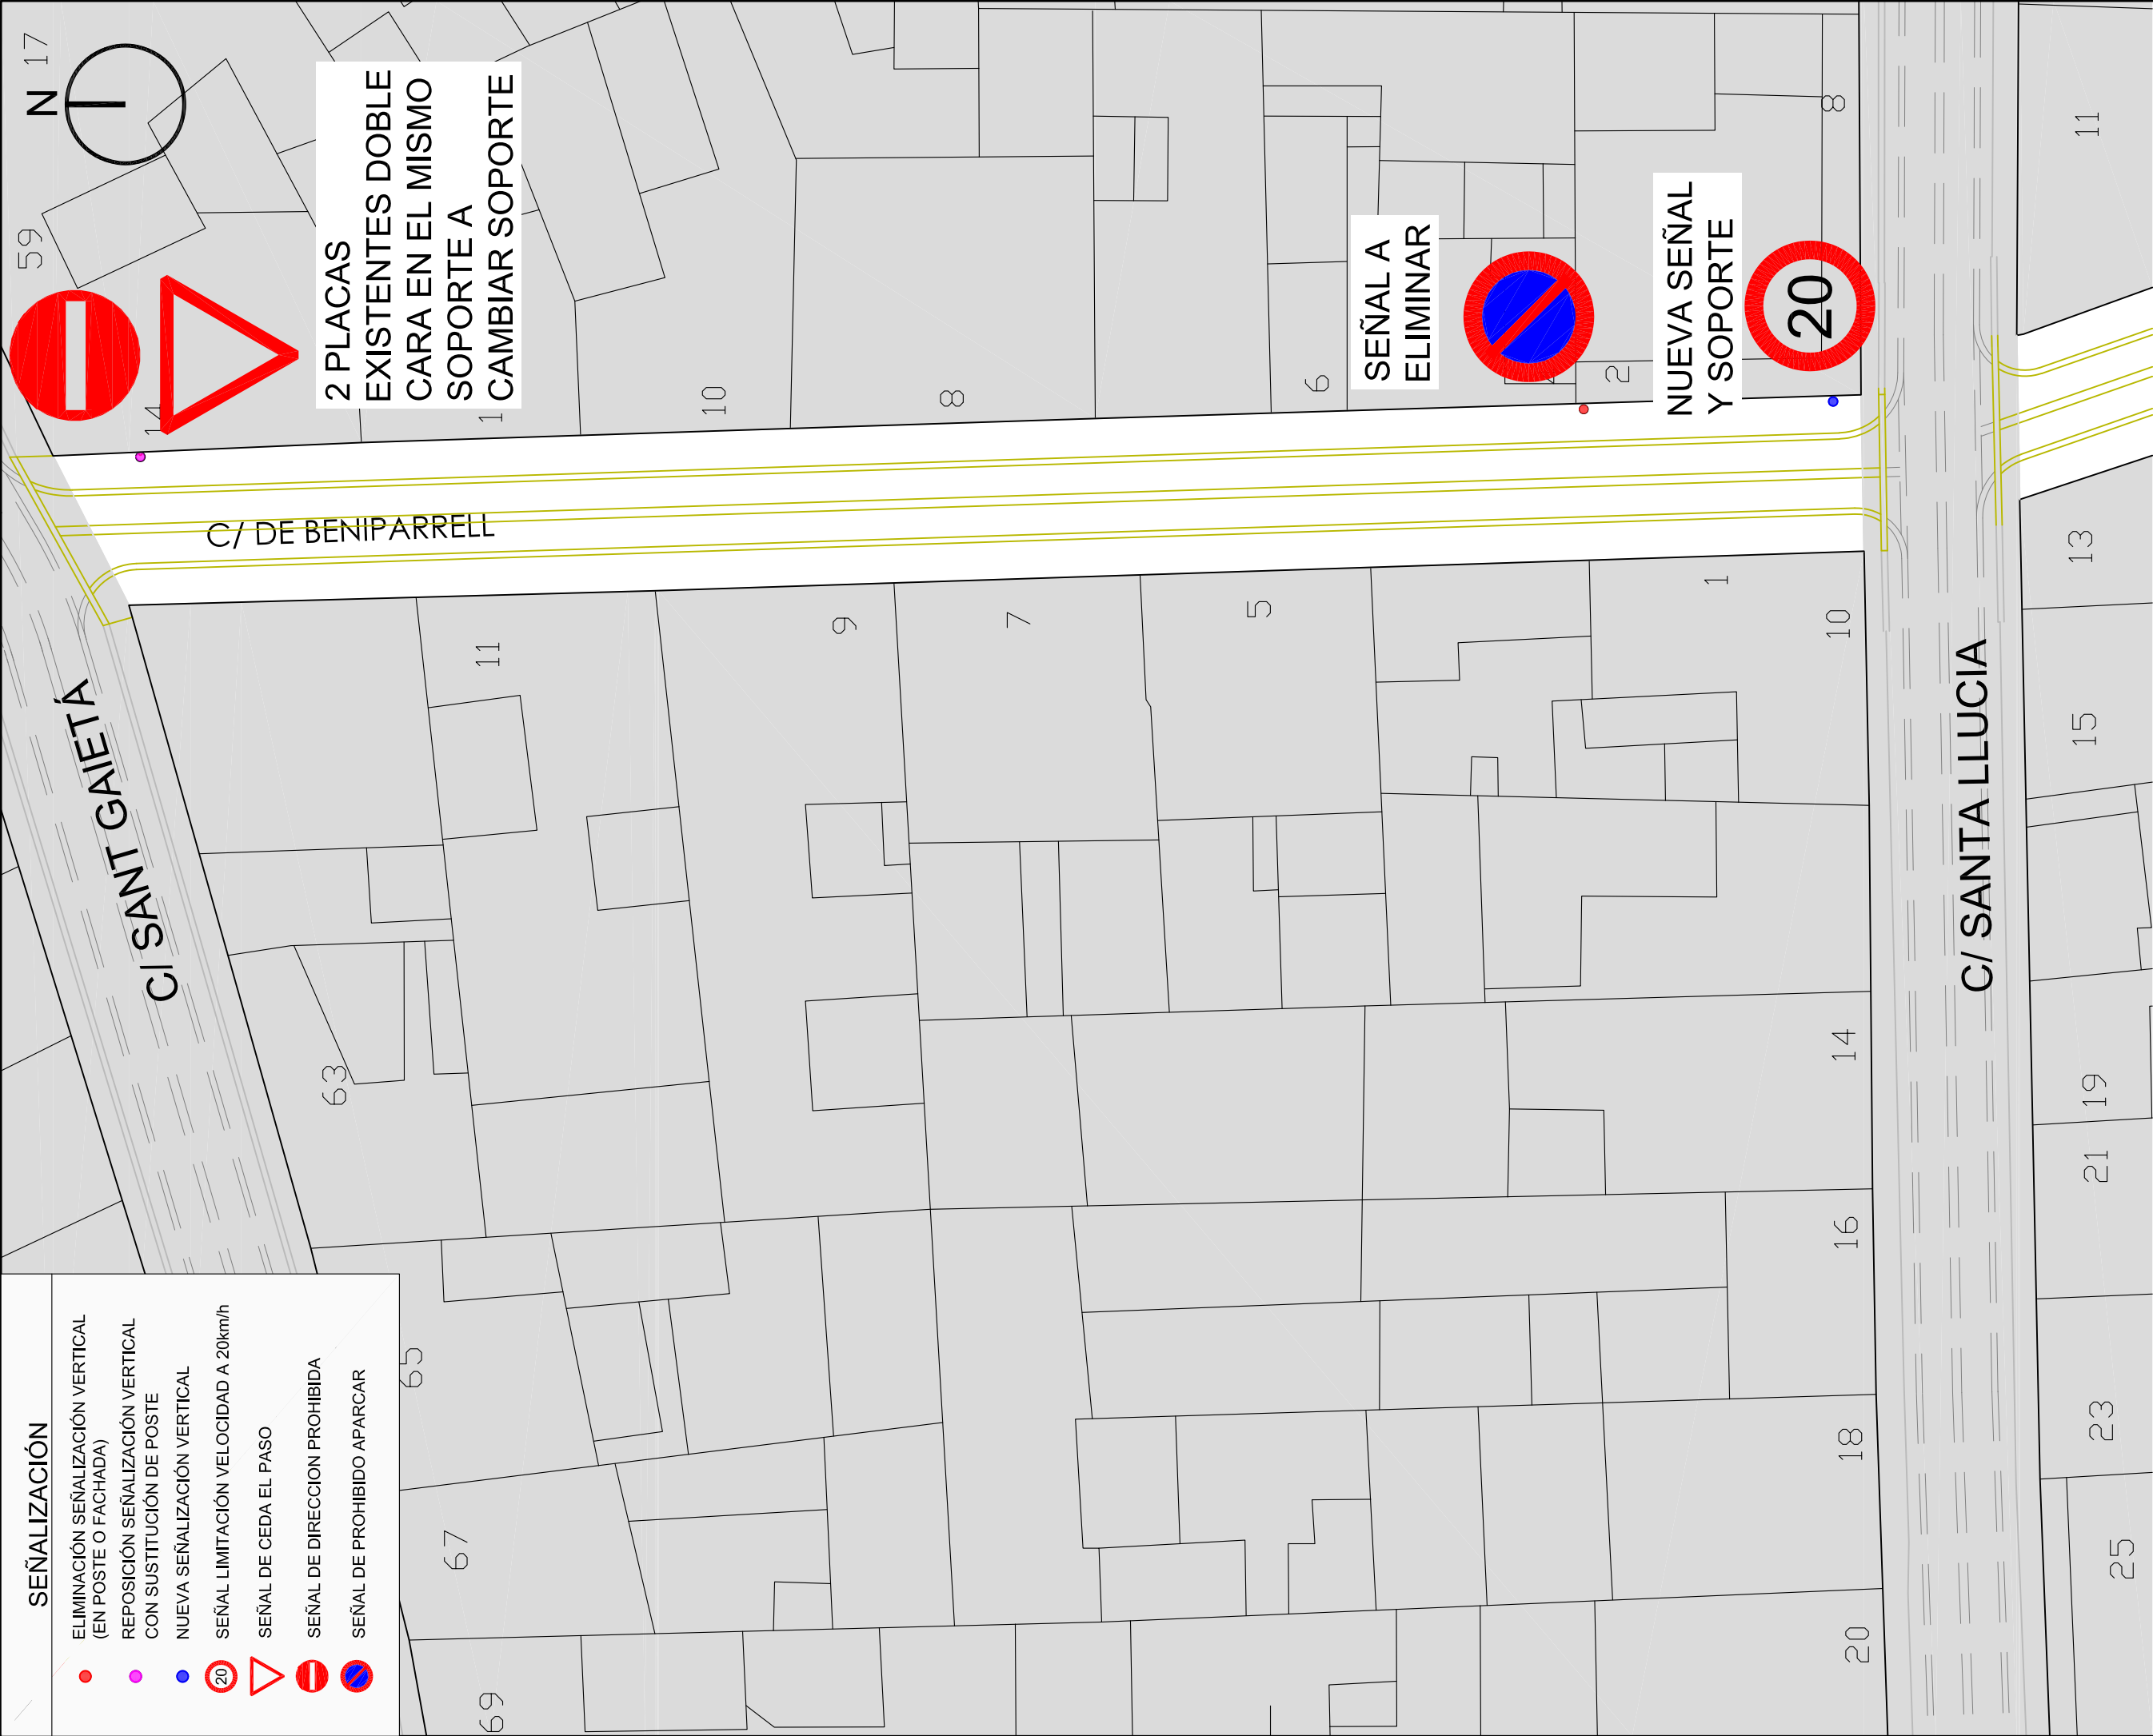 N
17
59
14
2 PLACAS
EXISTENTES DOBLE
CARA EN EL MISMO
SOPORTE A
CAMBIAR SOPORTE
1
10
8
6
SEÑAL A
ELIMINAR
2
NUEVA SEÑAL
Y SOPORTE
20
8
11
C/ DE BENIPARRELL
C/ SANT GAIETÁ
C/ SANTA LLUCIA
11
9
7
5
1
10
13
15
63
14
19
21
16
65
18
23
67
25
20
69
SEÑALIZACIÓN
ELIMINACIÓN SEÑALIZACIÓN VERTICAL
(EN POSTE O FACHADA)
REPOSICIÓN SEÑALIZACIÓN VERTICAL
CON SUSTITUCIÓN DE POSTE
NUEVA SEÑALIZACIÓN VERTICAL
20
SEÑAL LIMITACIÓN VELOCIDAD A 20km/h
SEÑAL DE CEDA EL PASO
SEÑAL DE DIRECCION PROHIBIDA
SEÑAL DE PROHIBIDO APARCAR